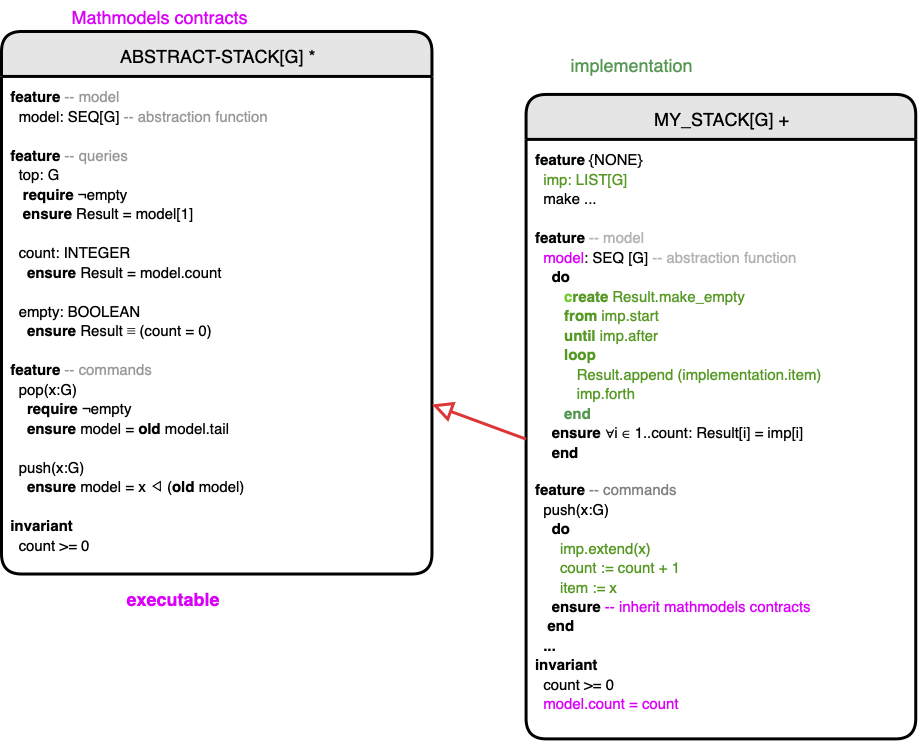 Mathmodels contracts
ABSTRACT-STACK[G] *
feature -- model
model: SEQ[G] -- abstraction function
feature -- queries
top: G
require ¬empty
ensure Result = model[1]
count: INTEGER
ensure Result = model.count
empty: BOOLEAN
ensure Result ≡ (count = 0)
feature -- commands
pop(x:G)
require ¬empty
ensure model = old model.tail
push(x:G)
ensure model = x ⊲ (old model)
invariant
count >= 0
executable
implementation
MY_STACK[G] +
feature {NONE}
imp: LIST[G]
make ...
feature -- model
model: SEQ [G] -- abstraction function
do
create Result.make_empty
from imp.start
until imp.after
loop
Result.append (implementation.item)
imp.forth
end
ensure ∀i ∈ 1..count: Result[i] = imp[i]
end
feature -- commands
push(x:G)
do
imp.extend(x)
count := count + 1
item := x
ensure -- inherit mathmodels contracts
end
...
invariant
count >= 0
model.count = count